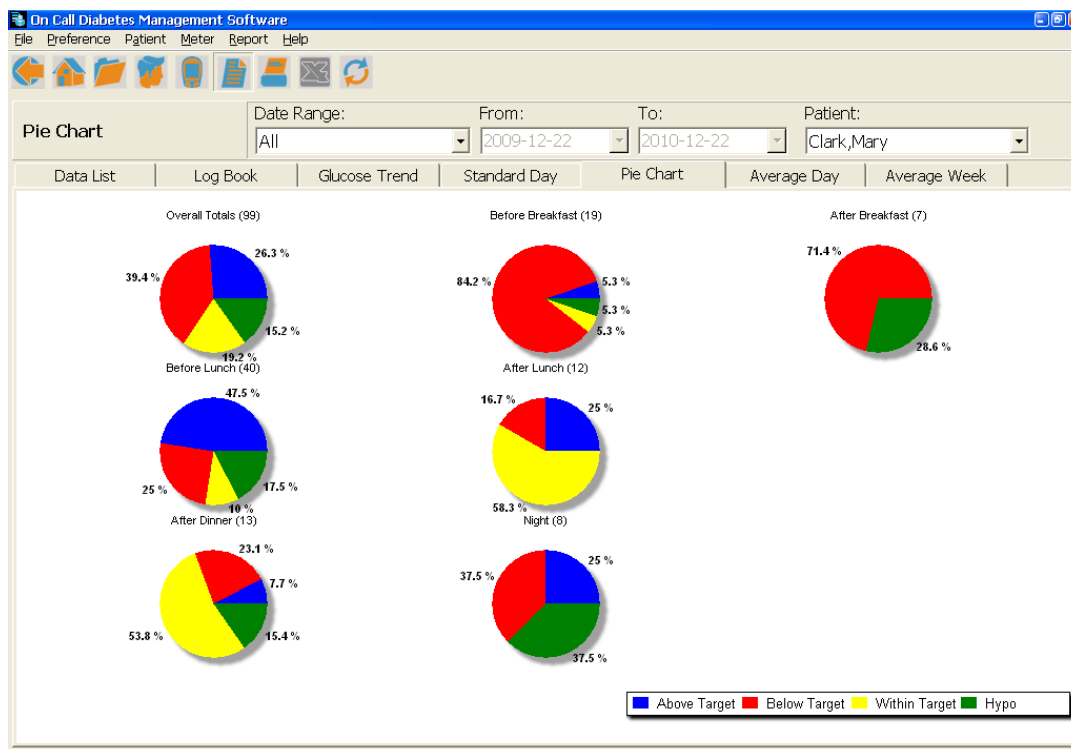 On Call Diabetes Management Software
File Preference Patient Meter Report Help
Date Range: From: To: Patient:
Pie Chart
All 2009-12-22 2010-12-22 Clark,Mary
Data List Log Book Glucose Trend Standard Day Pie Chart Average Day Average Week
Overall Totals (99) Before Breakfast (19) After Breakfast (7)
26.3 %
39.4 %
15.2 %
19.2 %
84.2 %
5.3 %
5.3 %
5.3 %
71.4 %
28.6 %
Before Lunch (40) After Lunch (12)
47.5 %
25 %
17.5 %
10 %
16.7 %
25 %
58.3 %
After Dinner (13) Night (8)
23.1 %
7.7 %
53.8 %
15.4 %
25 %
37.5 %
37.5 %
Above Target Below Target Within Target Hypo